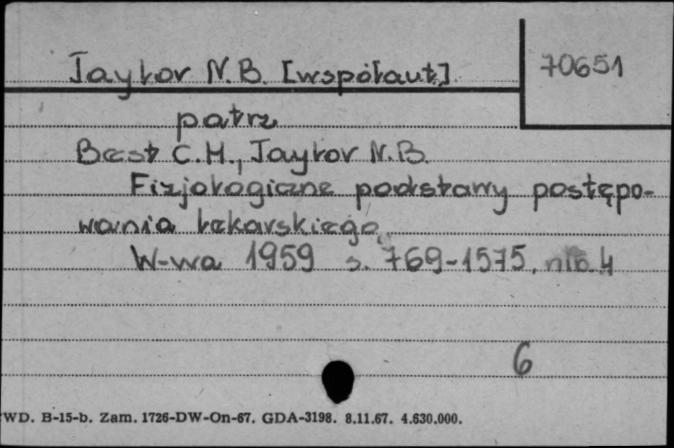 Taylor N.B. [współaut.]
70651
patrz
Best C.H., Taylor N.B.
Fizjologiczne podstawy postępo-
wania lekarskiego.
W-wa 1959 s. 769-1575, nlb. 4
6
WD. B-15-b. Zam. 1726-DW-On-67. GDA-3198. 8.11.67. 4.630.000.